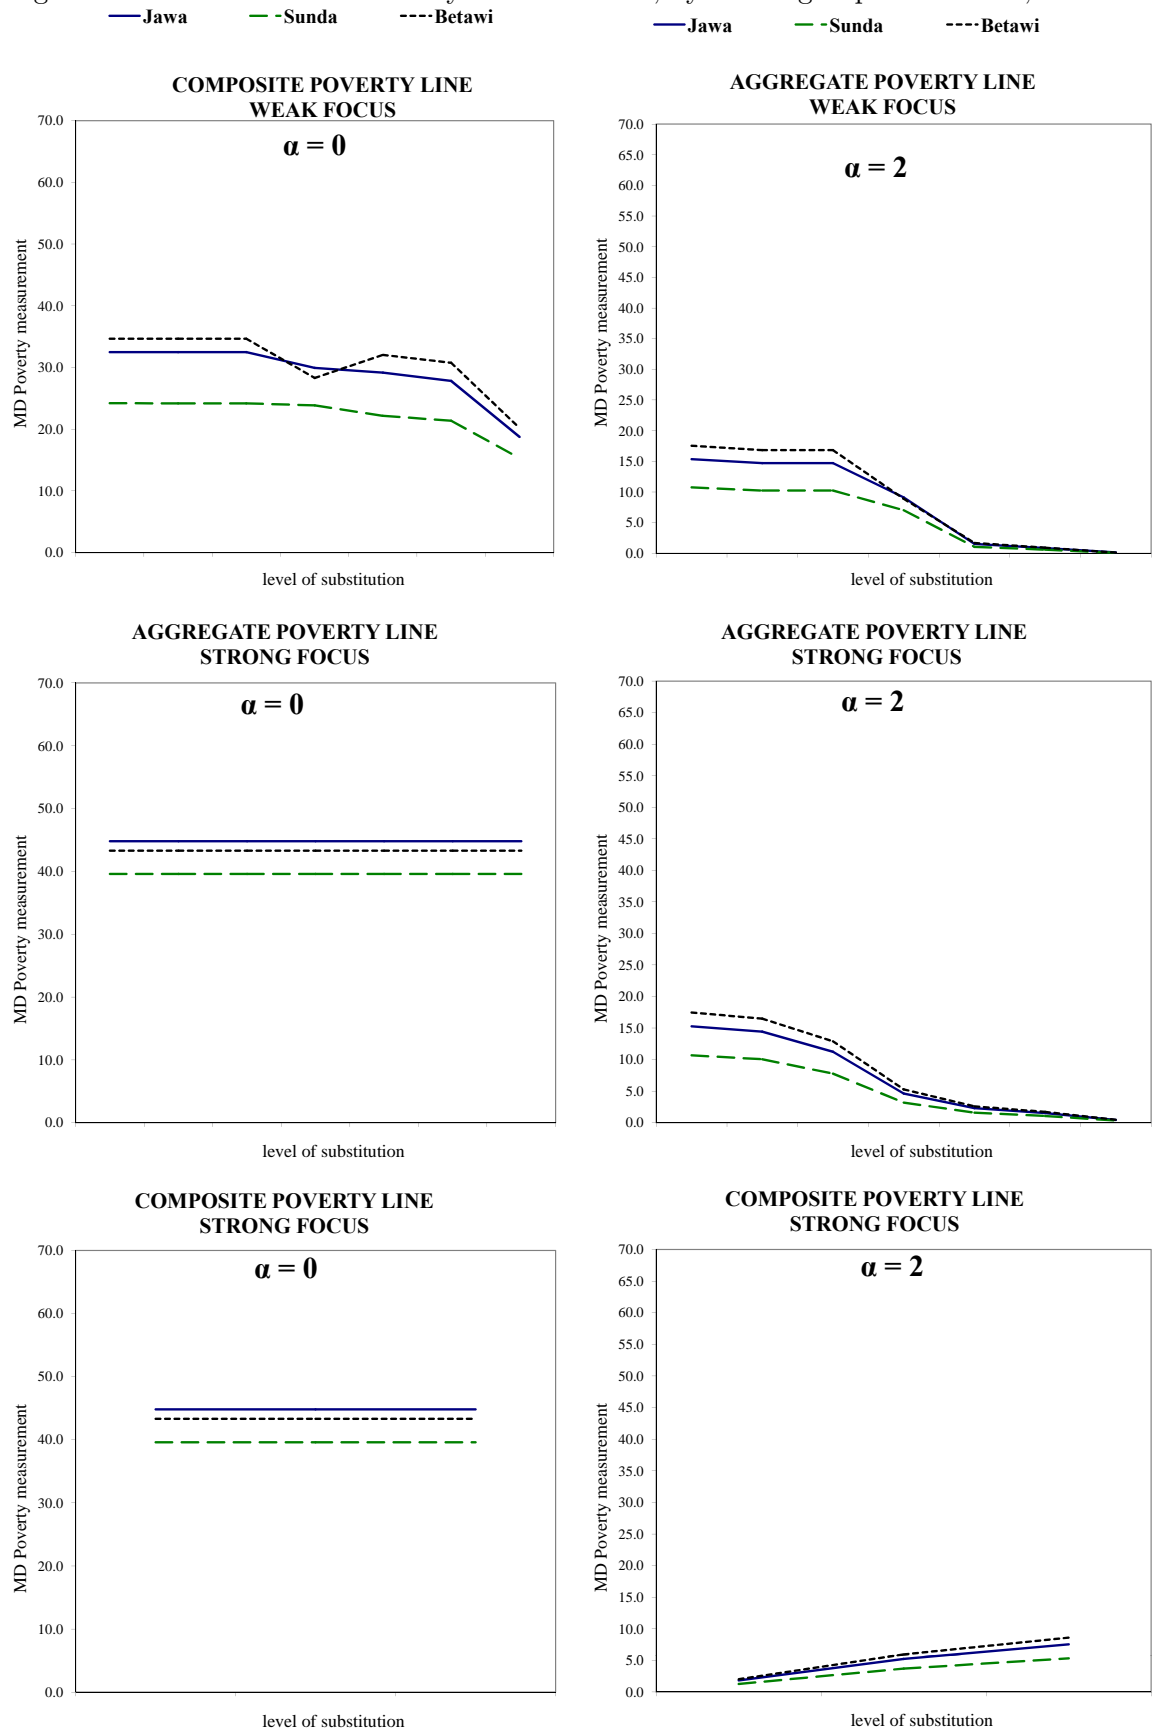 Jawa Sunda Betawi
Jawa Sunda Betawi
COMPOSITE POVERTY LINE
WEAK FOCUS
α = 0
70.0
60.0
50.0
40.0
30.0
20.0
10.0
0.0
MD Poverty measurement
level of substitution
AGGREGATE POVERTY LINE
WEAK FOCUS
α = 2
70.0
65.0
60.0
55.0
50.0
45.0
40.0
35.0
30.0
25.0
20.0
15.0
10.0
5.0
0.0
MD Poverty measurement
level of substitution
AGGREGATE POVERTY LINE
STRONG FOCUS
α = 0
70.0
60.0
50.0
40.0
30.0
20.0
10.0
0.0
MD Poverty measurement
level of substitution
AGGREGATE POVERTY LINE
STRONG FOCUS
α = 2
70.0
65.0
60.0
55.0
50.0
45.0
40.0
35.0
30.0
25.0
20.0
15.0
10.0
5.0
0.0
MD Poverty measurement
level of substitution
COMPOSITE POVERTY LINE
STRONG FOCUS
α = 0
70.0
60.0
50.0
40.0
30.0
20.0
10.0
0.0
MD Poverty measurement
level of substitution
COMPOSITE POVERTY LINE
STRONG FOCUS
α = 2
70.0
65.0
60.0
55.0
50.0
45.0
40.0
35.0
30.0
25.0
20.0
15.0
10.0
5.0
0.0
MD Poverty measurement
level of substitution